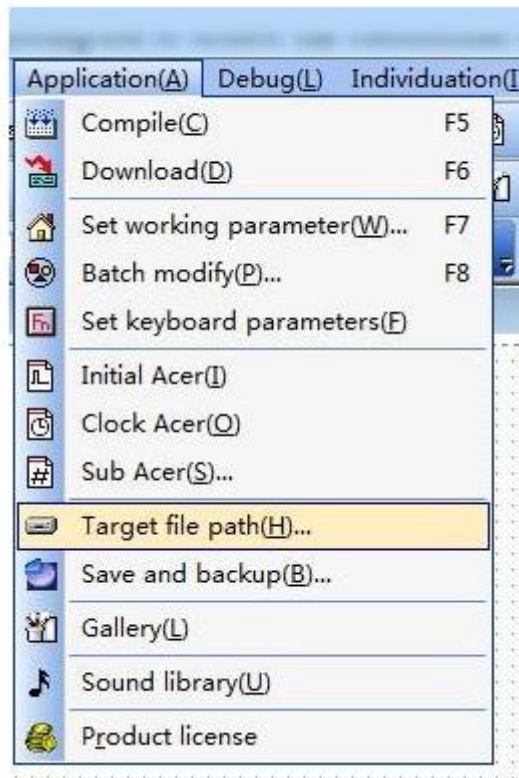 Application(A) Debug(L) Individuation(I
Compile(C) F5
Download(D) F6
Set working parameter(W)... F7
Batch modify(P)... F8
Set keyboard parameters(F)
Initial Acer(I)
Clock Acer(O)
Sub Acer(S)...
Target file path(H)...
Save and backup(B)...
Gallery(L)
Sound library(U)
Product license